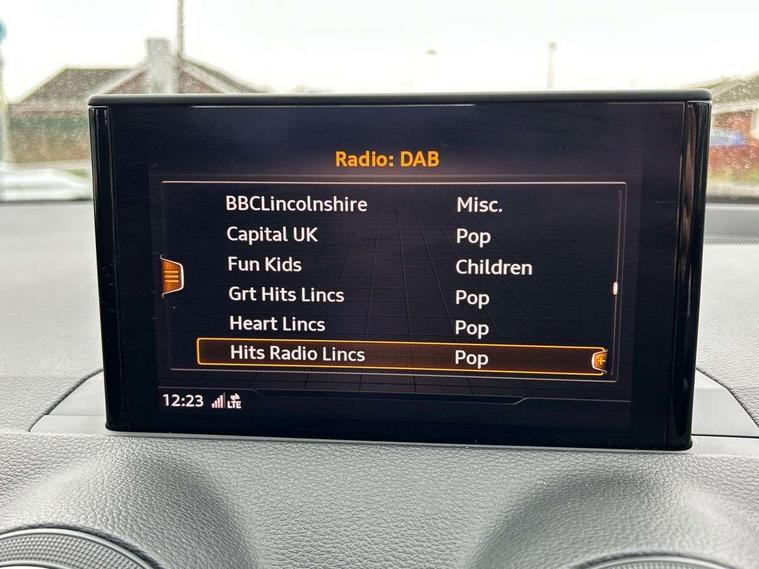 Radio: DAB
BBCLincolnshire Misc.
Capital UK Pop
Fun Kids Children
Grt Hits Lincs Pop
Heart Lincs Pop
Hits Radio Lincs Pop
12:23 LTE